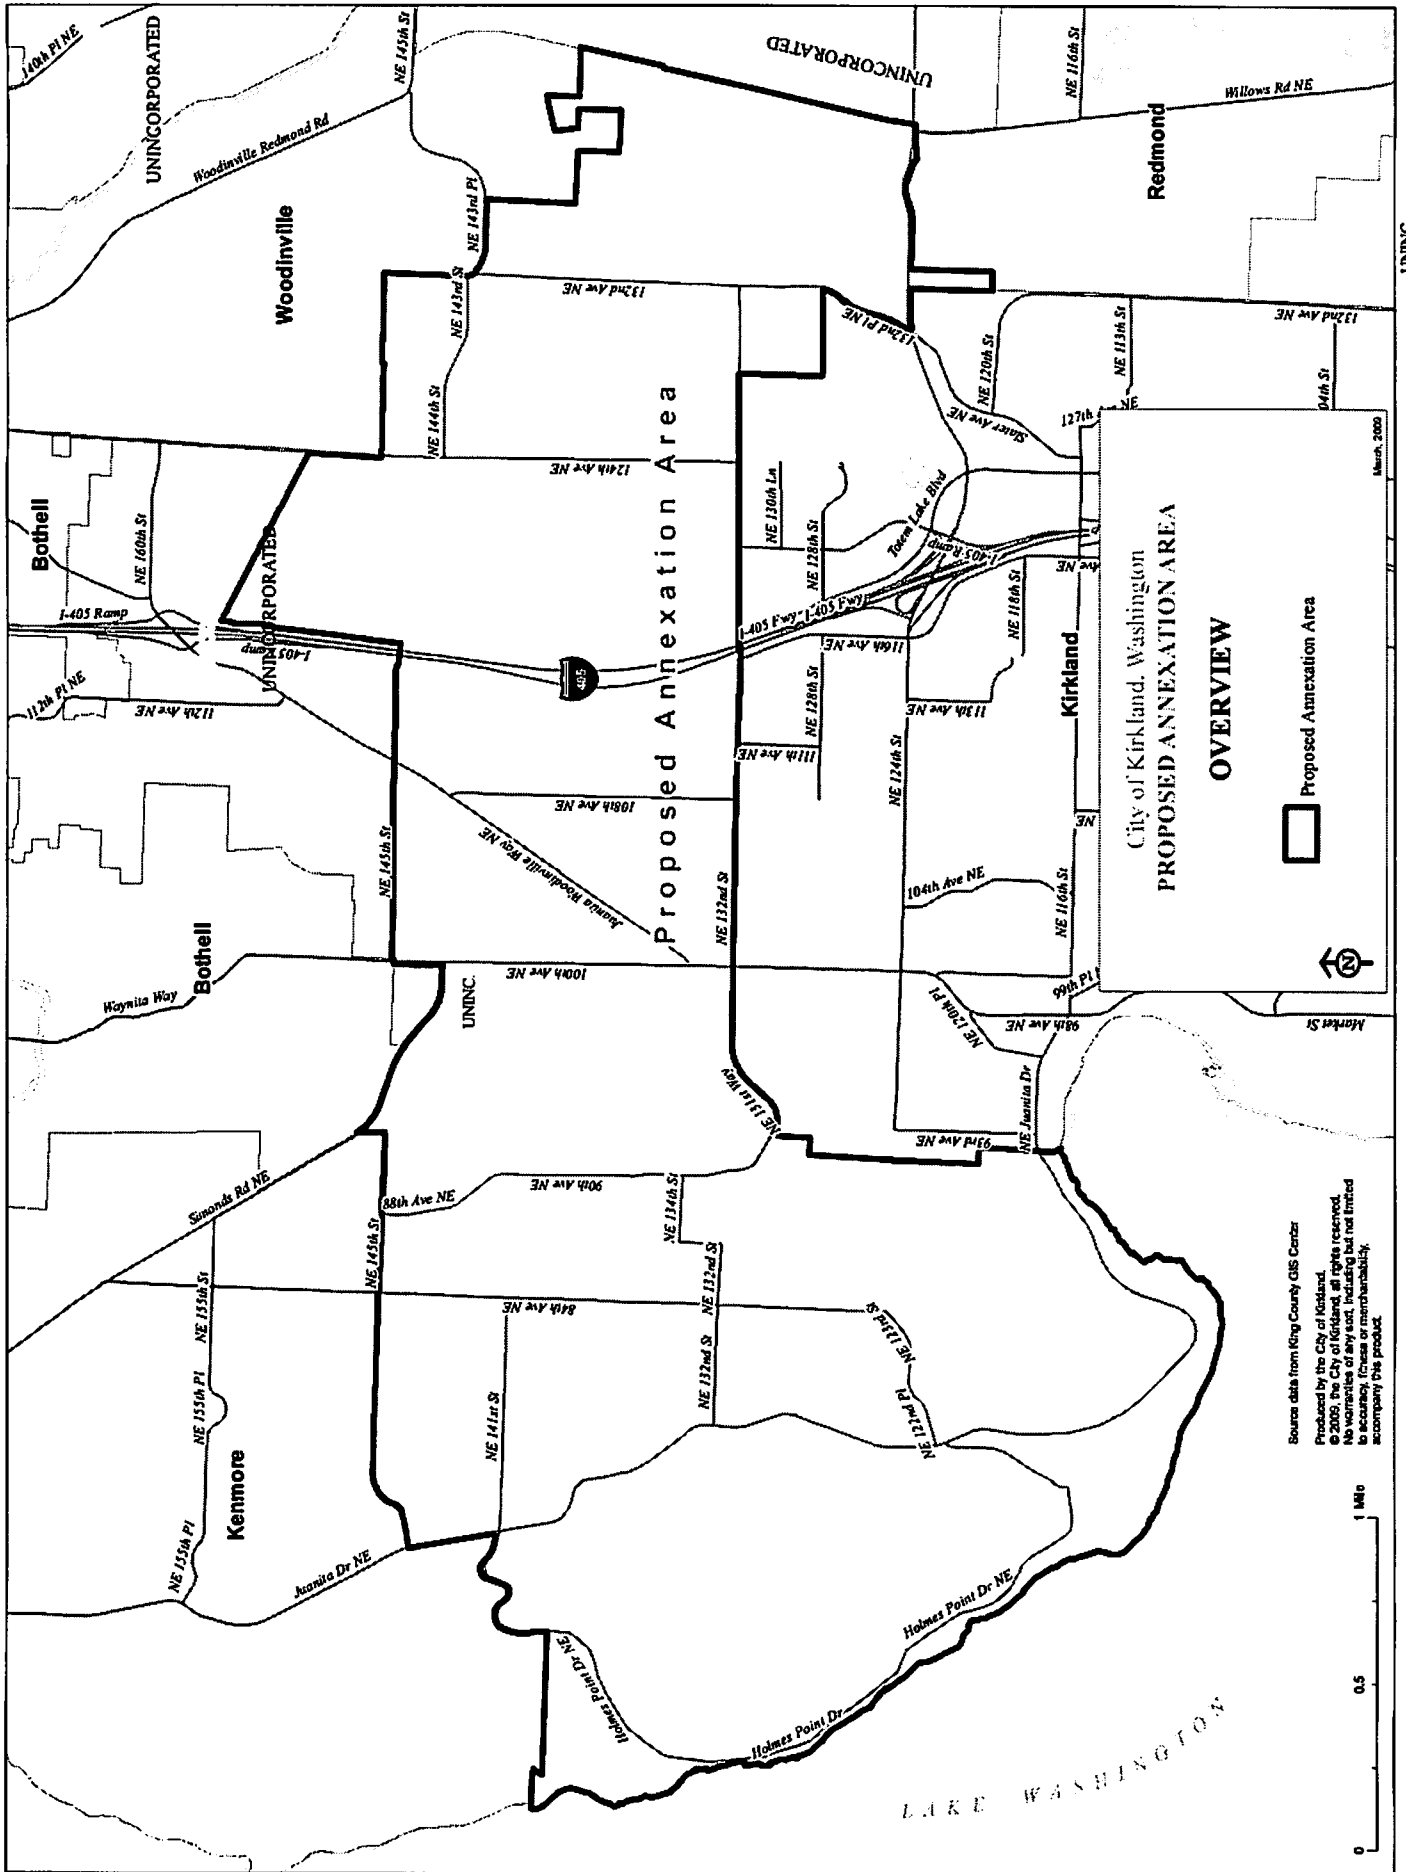 140th Pl NE
UNINCORPORATED
NE 145th St
Woodinville Redmond Rd
UNINCORPORATED
Woodinville
NE 143rd Pl
NE 143rd St
NE 144th St
132nd Ave NE
124th Ave NE
132nd Pl NE
Willows Rd NE
NE 116th St
Redmond
UNINC
132nd Ave NE
NE 120th St
NE 113th St
Slater Ave NE
127th Ave NE
04th St
Bothell
NE 160th St
I-405 Ramp
UNINCORPORATED
I-405 Ramp
112th Pl NE
112th Ave NE
405
Proposed Annexation Area
NE 130th Ln
NE 128th St
Totem Lake Blvd
I-405 Ramp
I-405 Fwy
I-405 Fwy
116th Ave NE
NE 128th St
111th Ave NE
NE 118th St
113th Ave NE
Ave NE
Kirkland
NE 124th St
NE 145th St
108th Ave NE
Juanita Woodinville Way NE
NE 132nd St
104th Ave NE
NE 116th St
NE
Bothell
Waynita Way
UNINC.
100th Ave NE
NE 131st Way
NE 120th Pl
99th Pl
98th Ave NE
Market St
NE Juanita Dr
93rd Ave NE
Simonds Rd NE
88th Ave NE
90th Ave NE
NE 134th St
NE 145th St
NE 155th St
84th Ave NE
NE 132nd St
NE 132nd St
NE 123rd St
NE 122nd Pl
NE 155th Pl
NE 155th Pl
Kenmore
NE 141st St
Juanita Dr NE
Holmes Point Dr NE
Holmes Point Dr NE
Holmes Point Dr
LAKE WASHINGTON
City of Kirkland, Washington
PROPOSED ANNEXATION AREA
OVERVIEW
Proposed Annexation Area
N
March, 2009
Source data from King County GIS Center
Produced by the City of Kirkland.
© 2009, the City of Kirkland, all rights reserved.
No warranties of any sort, including but not limited
to accuracy, fitness or merchantability,
accompany this product.
0 0.5 1 Mile